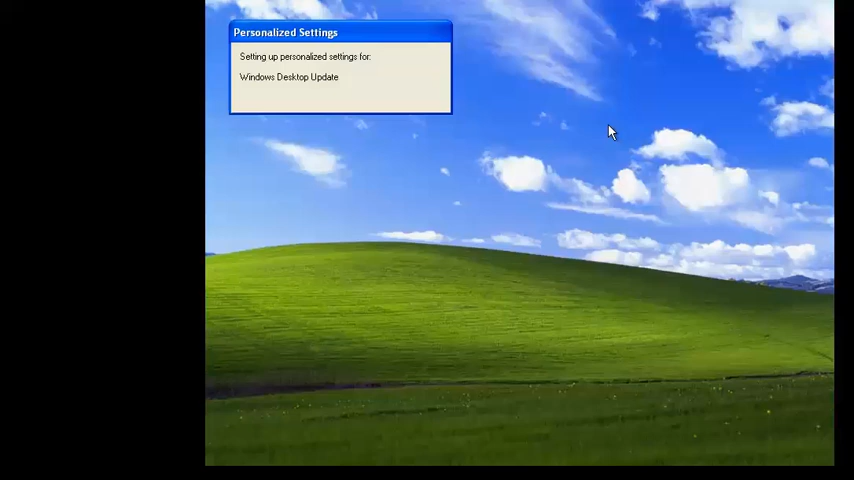 Personalized Settings
Setting up personalized settings for:
Windows Desktop Update